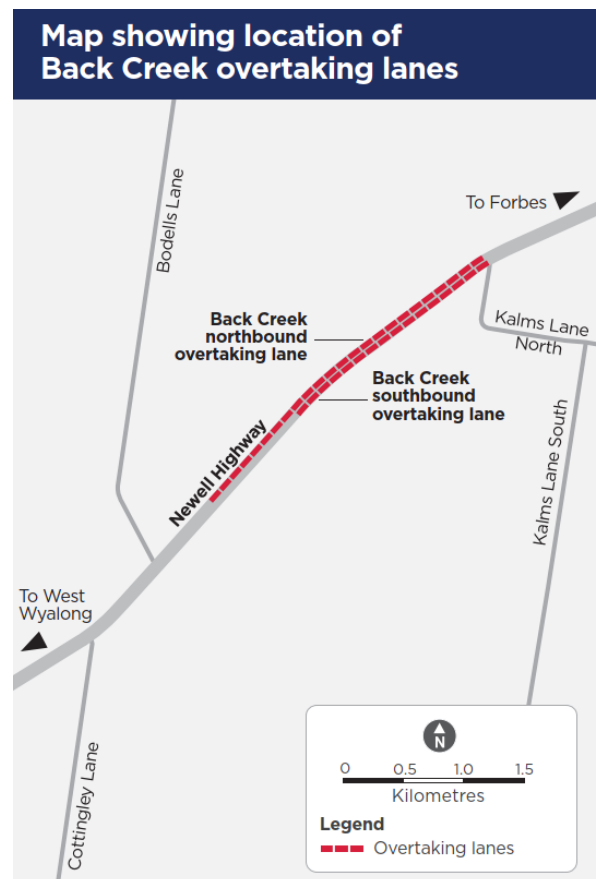 Map showing location of
Back Creek overtaking lanes
Bodells Lane
To Forbes
Kalms Lane
North
Back Creek
northbound
overtaking lane
Back Creek
southbound
overtaking lane
Newell Highway
Kalms Lane South
To West
Wyalong
Cottingley Lane
N
0 0.5 1.0 1.5
Kilometres
Legend
Overtaking lanes